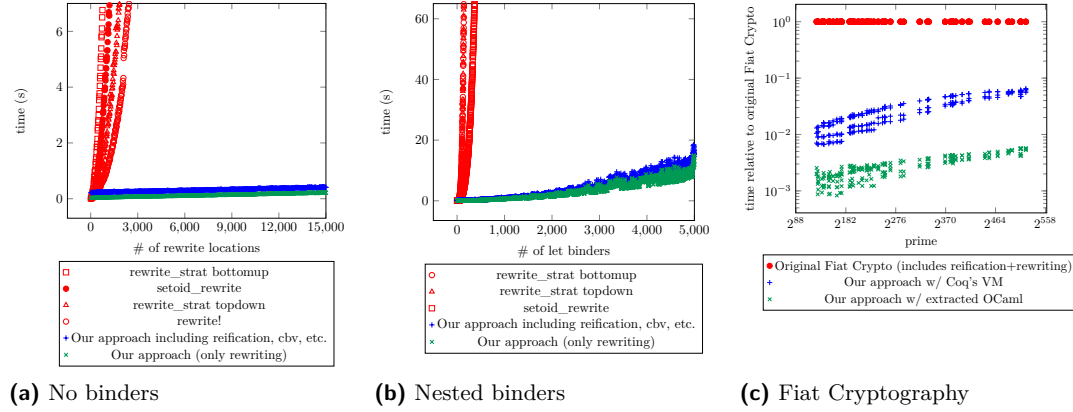 6
4
2
0
time (s)
0
3,000
6,000
9,000
12,000
15,000
# of rewrite locations
rewrite_strat bottomup
setoid_rewrite
rewrite_strat topdown
rewrite!
Our approach including reification, cbv, etc.
Our approach (only rewriting)
(a) No binders
60
40
20
0
time (s)
0
1,000
2,000
3,000
4,000
5,000
# of let binders
rewrite_strat bottomup
rewrite_strat topdown
setoid_rewrite
Our approach including reification, cbv, etc.
Our approach (only rewriting)
(b) Nested binders
10^0
10^−1
10^−2
10^−3
time relative to original Fiat Crypto
2^88
2^182
2^276
2^370
2^464
2^558
prime
Original Fiat Crypto (includes reification+rewriting)
Our approach w/ Coq's VM
Our approach w/ extracted OCaml
(c) Fiat Cryptography